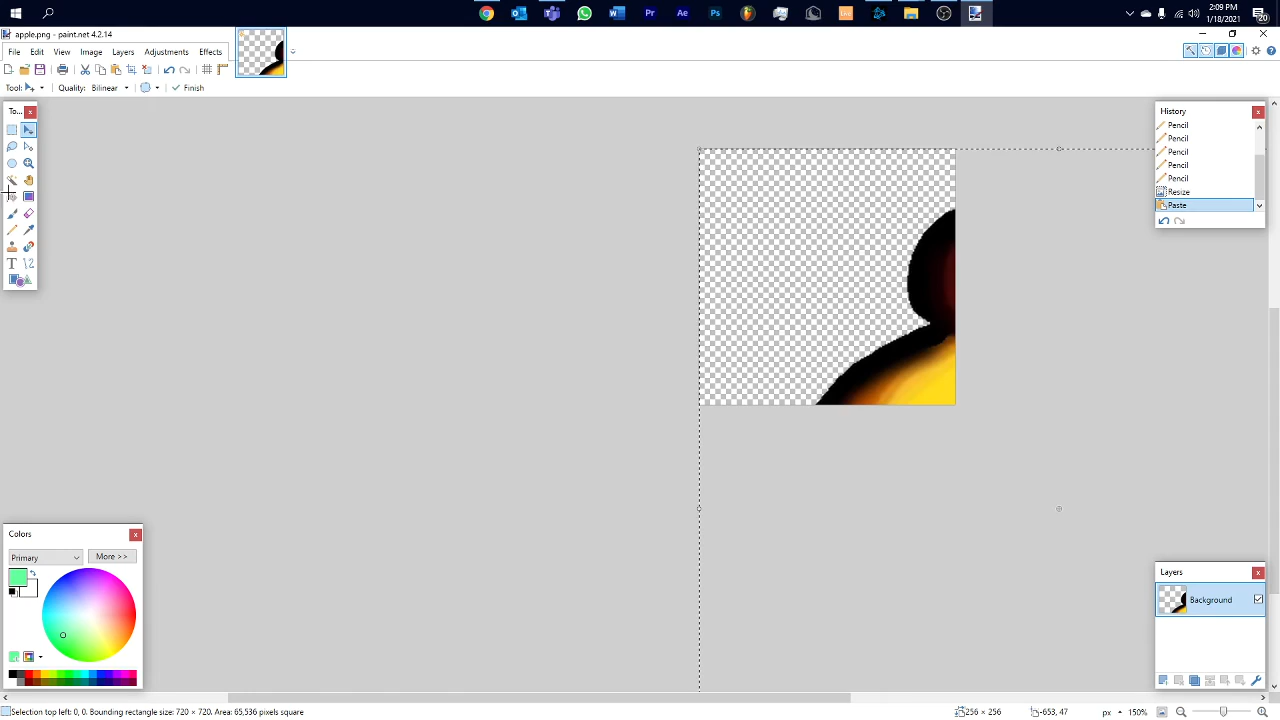 2:09 PM
1/18/2021
20
apple.png - paint.net 4.2.14
File Edit View Image Layers Adjustments Effects
Tool: Quality: Bilinear Finish
To...
History
Pencil
Pencil
Pencil
Pencil
Pencil
Resize
Paste
Colors
Primary More >>
Layers
Background
Selection top left: 0, 0. Bounding rectangle size: 720 × 720, Area: 65,536 pixels square 256 × 256 -653, 47 px 150%